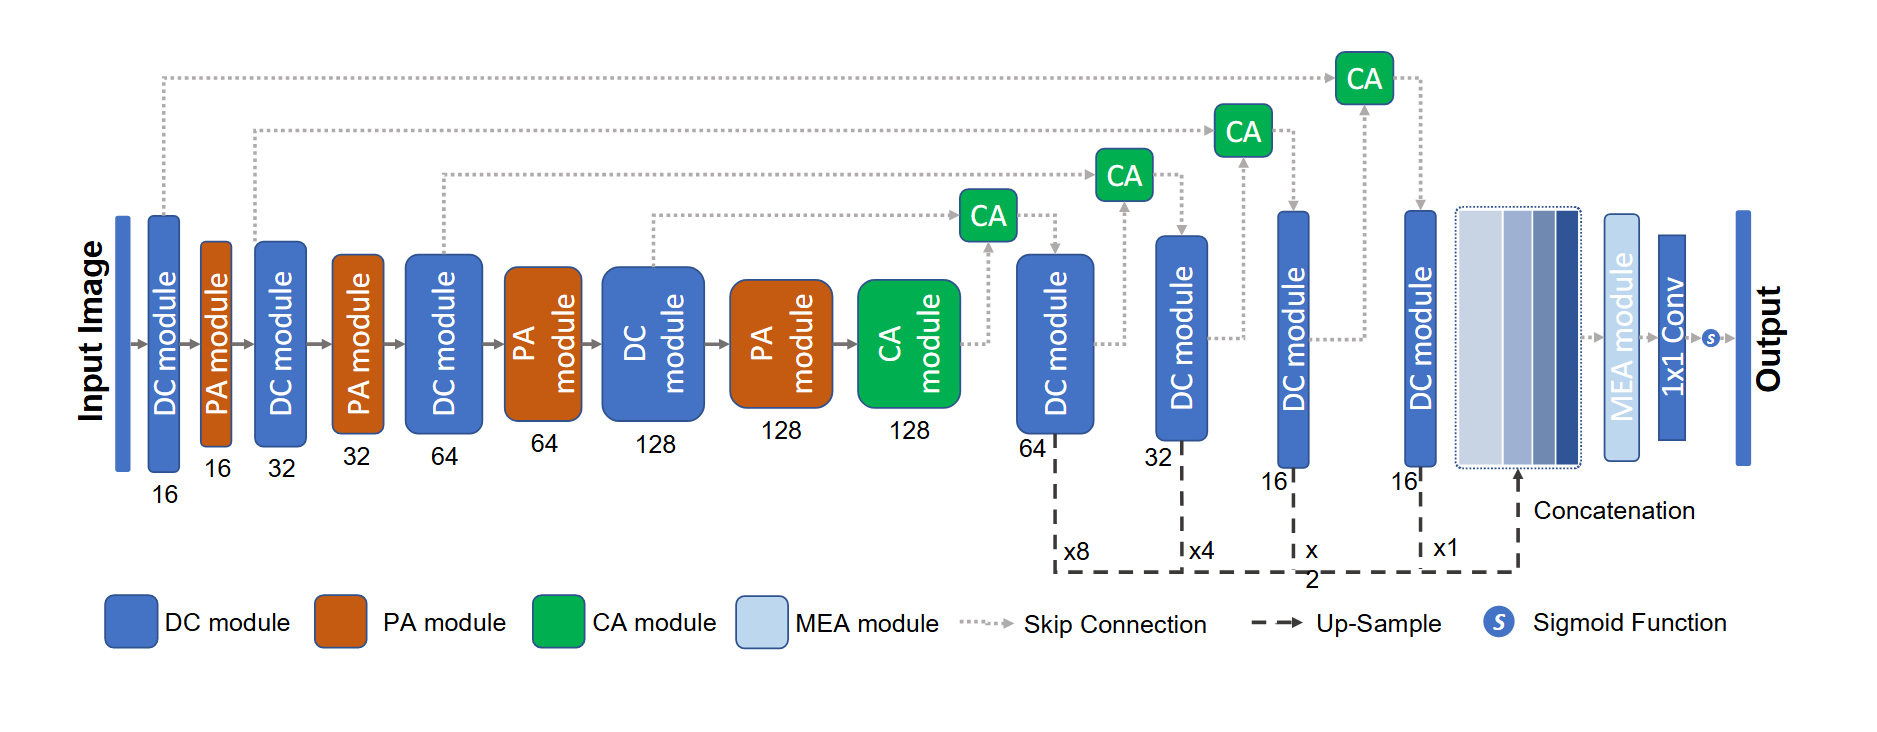 CA
CA
CA
CA
Input Image
DC module
PA module
DC module
PA module
DC module
PA
module
DC
module
PA
module
CA
module
DC module
DC module
DC module
DC module
MEA module
1x1 Conv
S
Output
16
16
32
32
64
64
128
128
128
64
32
16
16
Concatenation
x8
x4
x
2
x1
DC module
PA module
CA module
MEA module
Skip Connection
Up-Sample
S
Sigmoid Function